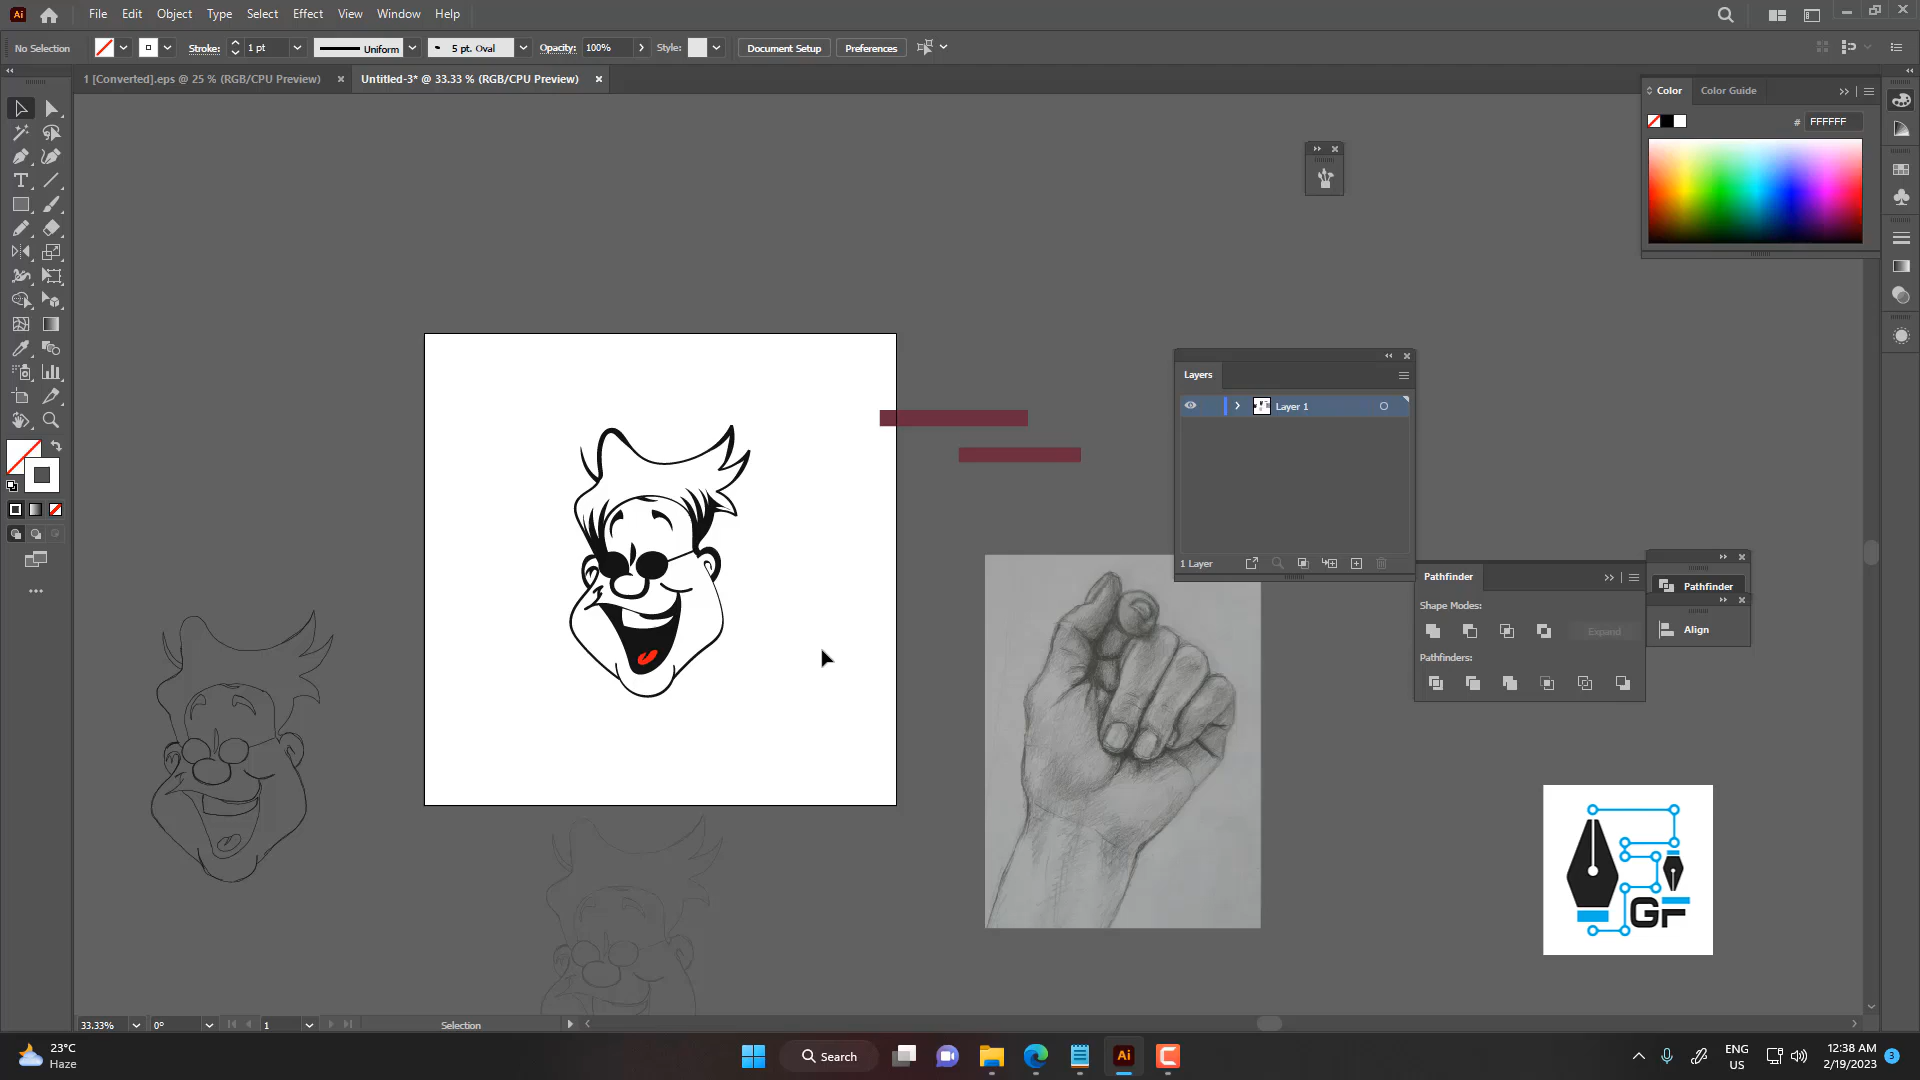 Ai File Edit Object Type Select Effect View Window Help
No Selection Stroke: 1 pt Uniform 5 pt. Oval Opacity: 100% Style: Document Setup Preferences
1 [Converted].eps @ 25 % (RGB/CPU Preview) × Untitled-3* @ 33.33 % (RGB/CPU Preview) ×
Color Color Guide
# FFFFFF
Layers
Layer 1
1 Layer
Pathfinder
Shape Modes:
Expand
Pathfinders:
Pathfinder
Align
GF
33.33% 0° 1 Selection
23°C
Haze
Search
Ai
ENG
US
12:38 AM
2/19/2023
3